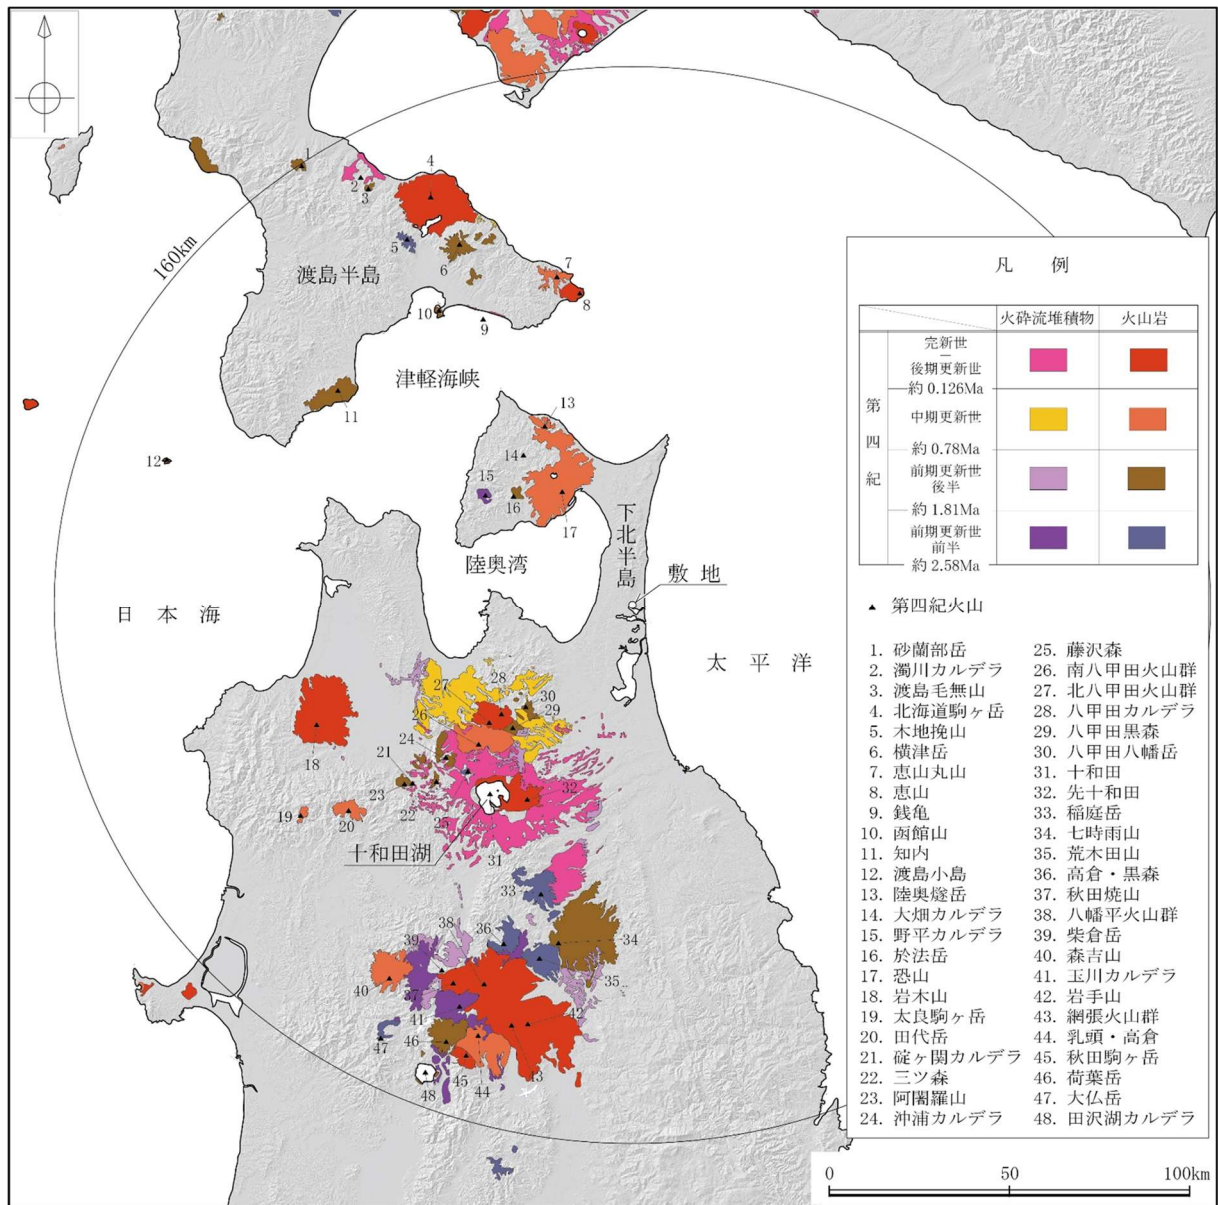 160km
渡島半島
津軽海峡
陸奥湾
下北半島
敷 地
日 本 海
太 平 洋
十和田湖
1
2
3
4
5
6
7
8
9
10
11
12
13
14
15
16
17
18
19
20
21
22
23
24
25
26
27
28
29
30
31
32
33
34
35
36
37
38
39
40
41
42
43
44
45
46
47
48
凡 例
火砕流堆積物 火山岩
第四紀
完新世
―
後期更新世
約 0.126Ma
中期更新世
約 0.78Ma
前期更新世
後半
約 1.81Ma
前期更新世
前半
約 2.58Ma
▲ 第四紀火山
1. 砂蘭部岳
2. 濁川カルデラ
3. 渡島毛無山
4. 北海道駒ヶ岳
5. 木地挽山
6. 横津岳
7. 恵山丸山
8. 恵山
9. 銭亀
10. 函館山
11. 知内
12. 渡島小島
13. 陸奥燧岳
14. 大畑カルデラ
15. 野平カルデラ
16. 於法岳
17. 恐山
18. 岩木山
19. 太良駒ヶ岳
20. 田代岳
21. 碇ヶ関カルデラ
22. 三ツ森
23. 阿闍羅山
24. 沖浦カルデラ
25. 藤沢森
26. 南八甲田火山群
27. 北八甲田火山群
28. 八甲田カルデラ
29. 八甲田黒森
30. 八甲田八幡岳
31. 十和田
32. 先十和田
33. 稲庭岳
34. 七時雨山
35. 荒木田山
36. 高倉・黒森
37. 秋田焼山
38. 八幡平火山群
39. 柴倉岳
40. 森吉山
41. 玉川カルデラ
42. 岩手山
43. 網張火山群
44. 乳頭・高倉
45. 秋田駒ヶ岳
46. 荷葉岳
47. 大仏岳
48. 田沢湖カルデラ
0 50 100km